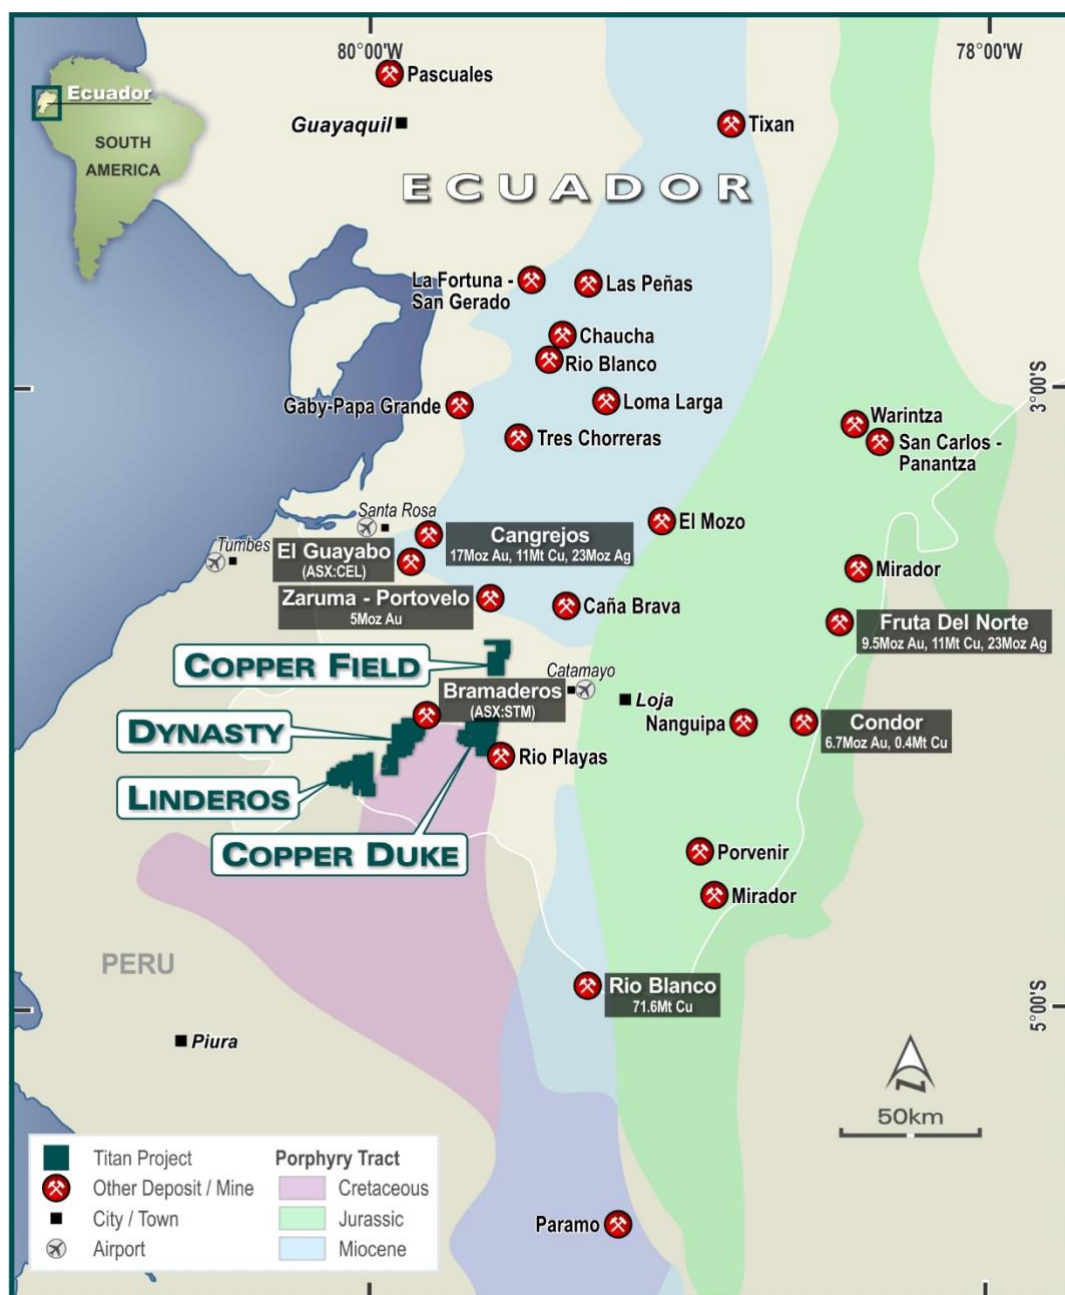 80°00'W
78°00'W
Pascuales
Ecuador
Guayaquil
Tixan
SOUTH
AMERICA
ECUADOR
La Fortuna -
San Gerado
Las Peñas
Chaucha
Rio Blanco
3°00'S
Gaby-Papa Grande
Loma Larga
Warintza
Tres Chorreras
San Carlos -
Panantza
Santa Rosa
El Mozo
Cangrejos
17Moz Au, 11Mt Cu, 23Moz Ag
Tumbes
El Guayabo
(ASX:CEL)
Mirador
Zaruma - Portovelo
5Moz Au
Caña Brava
Fruta Del Norte
9.5Moz Au, 11Mt Cu, 23Moz Ag
COPPER FIELD
Catamayo
Bramaderos
(ASX:STM)
Loja
DYNASTY
Nanguipa
Condor
6.7Moz Au, 0.4Mt Cu
Rio Playas
LINDEROS
COPPER DUKE
Porvenir
Mirador
PERU
Rio Blanco
71.6Mt Cu
5°00'S
Piura
N
50km
Titan Project
Porphyry Tract
Other Deposit / Mine
Cretaceous
City / Town
Jurassic
Airport
Miocene
Paramo